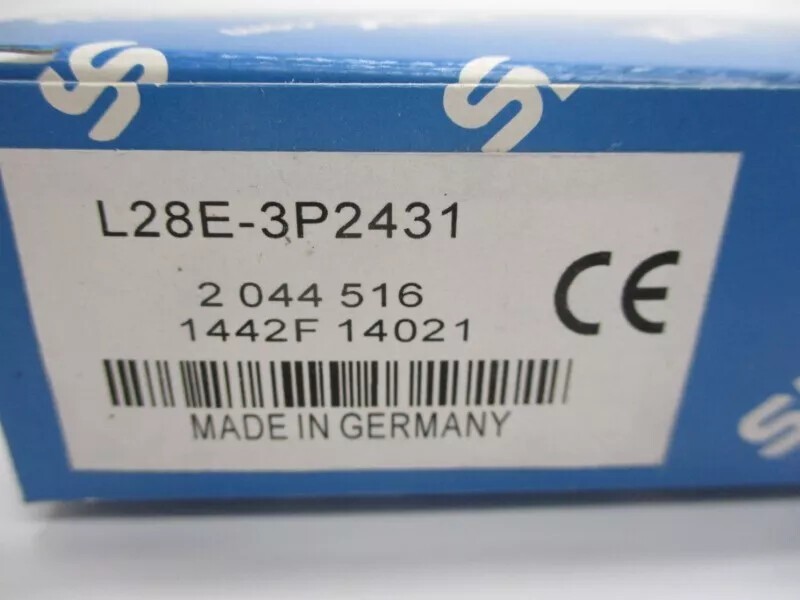 L28E-3P2431
2 044 516
1442F 14021
CE
MADE IN GERMANY